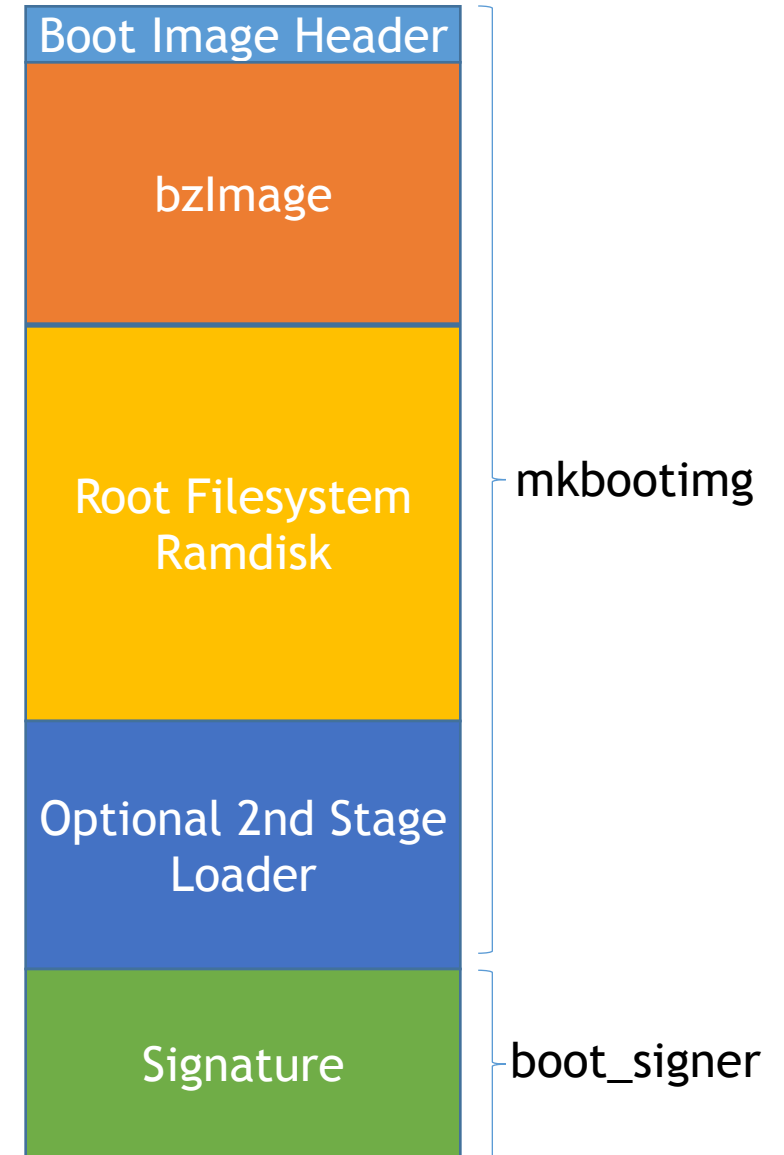 Boot Image Header
bzImage
Root Filesystem
Ramdisk
mkbootimg
Optional 2nd Stage
Loader
Signature
boot_signer